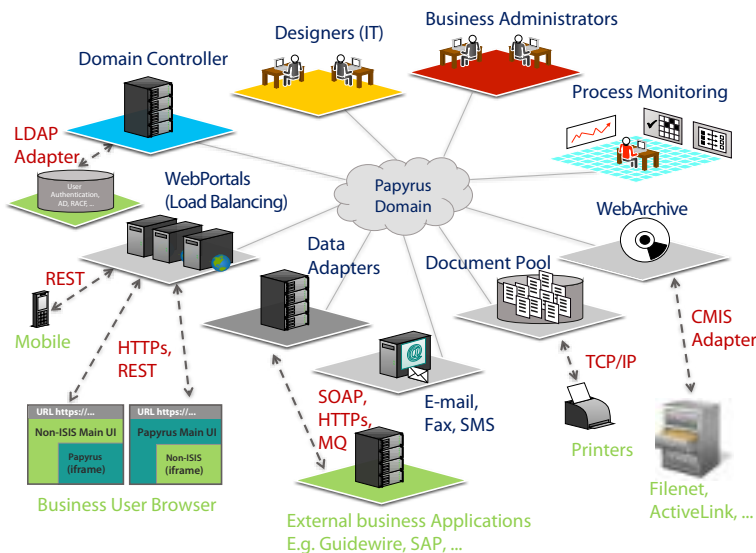 Business Administrators
Designers (IT)
Domain Controller
Process Monitoring
LDAP
Adapter
User
Authentication,
AD, RACF, ...
WebPortals
(Load Balancing)
Papyrus
Domain
WebArchive
Data
Adapters
Document Pool
REST
Mobile
HTTPs,
REST
CMIS
Adapter
TCP/IP
SOAP,
HTTPs,
MQ
E-mail,
Fax, SMS
URL https://...
Non-ISIS Main UI
Papyrus
(iframe)
URL https://...
Papyrus Main UI
Non-ISIS
(iframe)
Printers
Business User Browser
Filenet,
ActiveLink, ...
External business Applications
E.g. Guidewire, SAP, ...